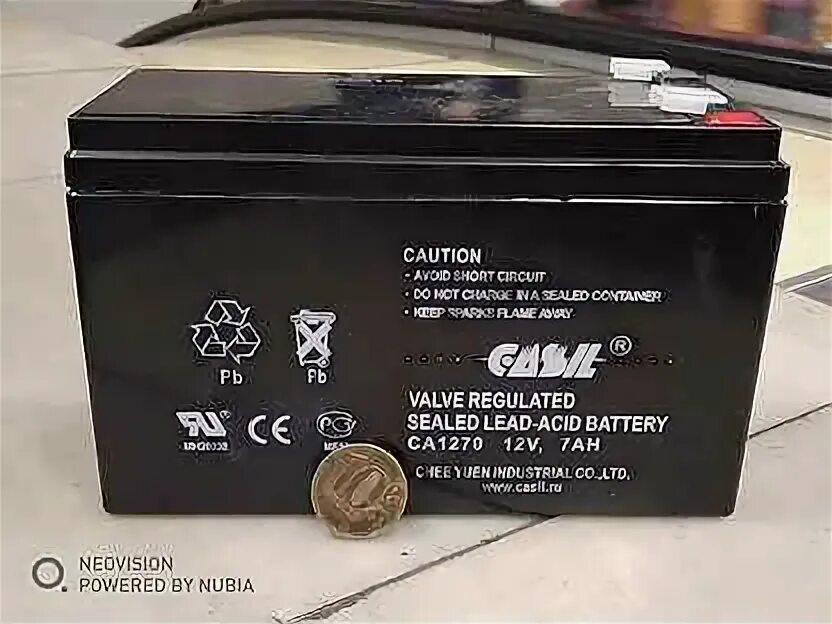 CAUTION
• AVOID SHORT CIRCUIT
• DO NOT CHARGE IN A SEALED CONTAINER
• KEEP SPARKS FLAME AWAY
CASIL®
Pb Pb
VALVE REGULATED
SEALED LEAD-ACID BATTERY
CA1270 12V, 7AH
CE
CHEE YUEN INDUSTRIAL CO.,LTD.
www.casil.ru
NEOVISION
POWERED BY NUBIA